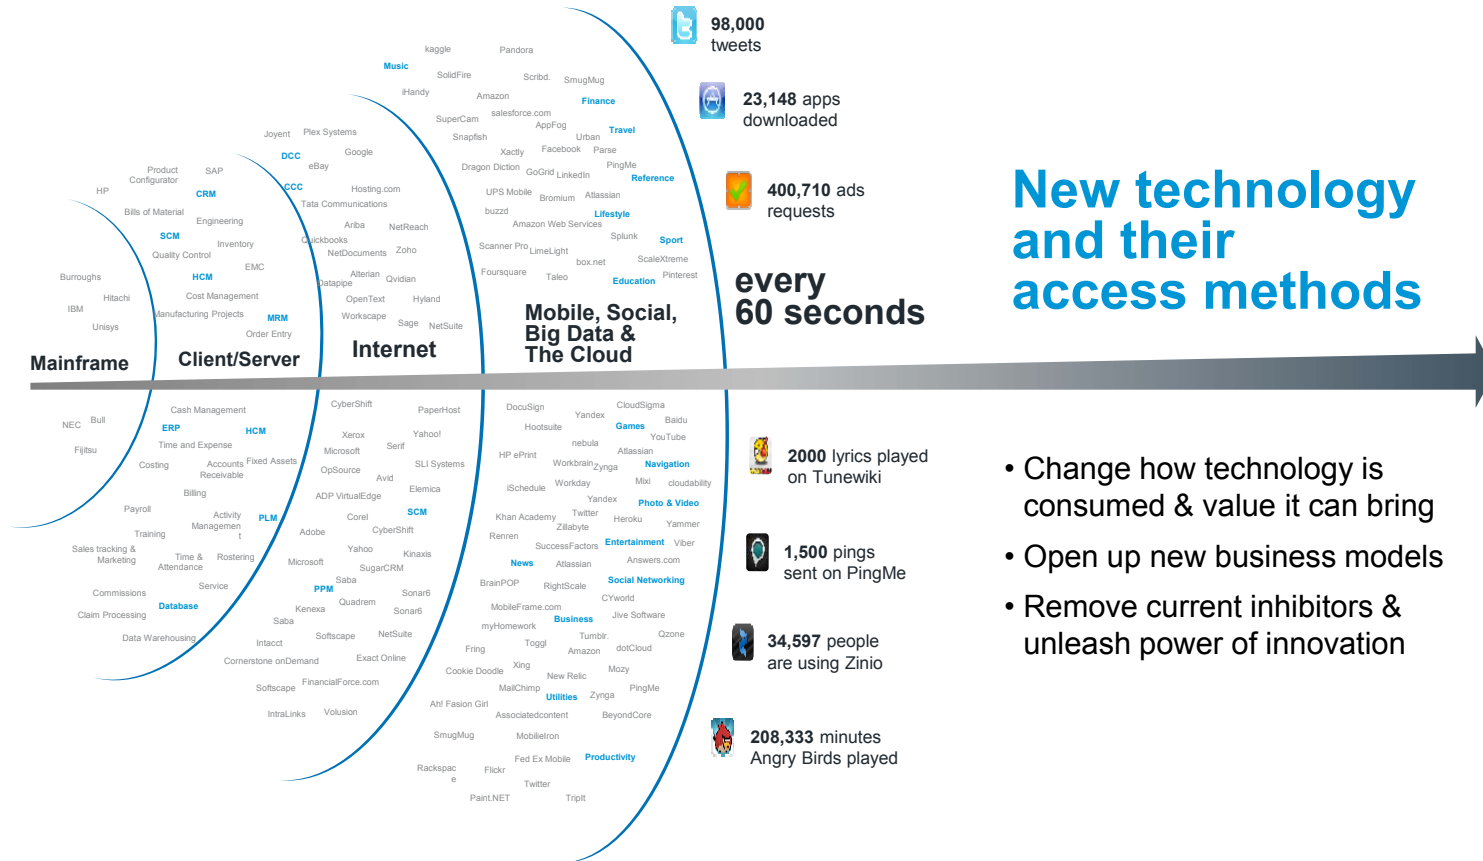 98,000
tweets
23,148 apps
downloaded
400,710 ads
requests
every
60 seconds
2000 lyrics played
on Tunewiki
1,500 pings
sent on PingMe
34,597 people
are using Zinio
208,333 minutes
Angry Birds played
New technology
and their
access methods
• Change how technology is
consumed & value it can bring
• Open up new business models
• Remove current inhibitors &
unleash power of innovation
Mainframe
Burroughs
Hitachi
IBM
Unisys
NEC
Bull
Fijitsu
Client/Server
HP
Product
Configurator
SAP
CRM
Bills of Material
Engineering
SCM
Inventory
Quality Control
EMC
HCM
Cost Management
Manufacturing Projects
MRM
Order Entry
Cash Management
ERP
HCM
Time and Expense
Costing
Accounts
Receivable
Fixed Assets
Billing
Payroll
Activity
Managemen
t
PLM
Training
Sales tracking &
Marketing
Time &
Attendance
Rostering
Service
Commissions
Database
Claim Processing
Data Warehousing
Internet
Joyent
Plex Systems
DCC
Google
eBay
CCC
Hosting.com
Tata Communications
Ariba
NetReach
Quickbooks
NetDocuments
Zoho
Alterian
Qvidian
Datapipe
OpenText
Hyland
Workscape
Sage
NetSuite
CyberShift
PaperHost
Xerox
Yahoo!
Microsoft
Serif
OpSource
SLI Systems
Avid
ADP VirtualEdge
Elemica
Corel
SCM
Adobe
CyberShift
Yahoo
Kinaxis
Microsoft
SugarCRM
Saba
PPM
Sonar6
Quadrem
Kenexa
Sonar6
Saba
Softscape
NetSuite
Intacct
Cornerstone onDemand
Exact Online
FinancialForce.com
Softscape
IntraLinks
Volusion
Mobile, Social,
Big Data &
The Cloud
kaggle
Pandora
Music
SolidFire
Scribd.
SmugMug
iHandy
Amazon
Finance
salesforce.com
SuperCam
AppFog
Travel
Snapfish
Urban
Xactly
Facebook
Parse
Dragon Diction
GoGrid
LinkedIn
PingMe
Reference
UPS Mobile
Bromium
Atlassian
buzzd
Lifestyle
Amazon Web Services
Splunk
Sport
Scanner Pro
LimeLight
box.net
ScaleXtreme
Foursquare
Taleo
Education
Pinterest
DocuSign
CloudSigma
Yandex
Baidu
Hootsuite
Games
nebula
YouTube
HP ePrint
Atlassian
Workbrain
Zynga
Navigation
iSchedule
Workday
Mixi
cloudability
Yandex
Photo & Video
Khan Academy
Twitter
Heroku
Zillabyte
Yammer
Renren
SuccessFactors
Entertainment
Viber
News
Atlassian
Answers.com
BrainPOP
RightScale
Social Networking
CYworld
MobileFrame.com
Jive Software
myHomework
Business
Toggl
Tumblr.
Qzone
Fring
Amazon
dotCloud
Xing
Cookie Doodle
New Relic
Mozy
MailChimp
Utilities
Zynga
PingMe
Ah! Fasion Girl
Associatedcontent
BeyondCore
SmugMug
MobilieIron
Fed Ex Mobile
Productivity
Rackspac
e
Flickr
Twitter
Paint.NET
TripIt